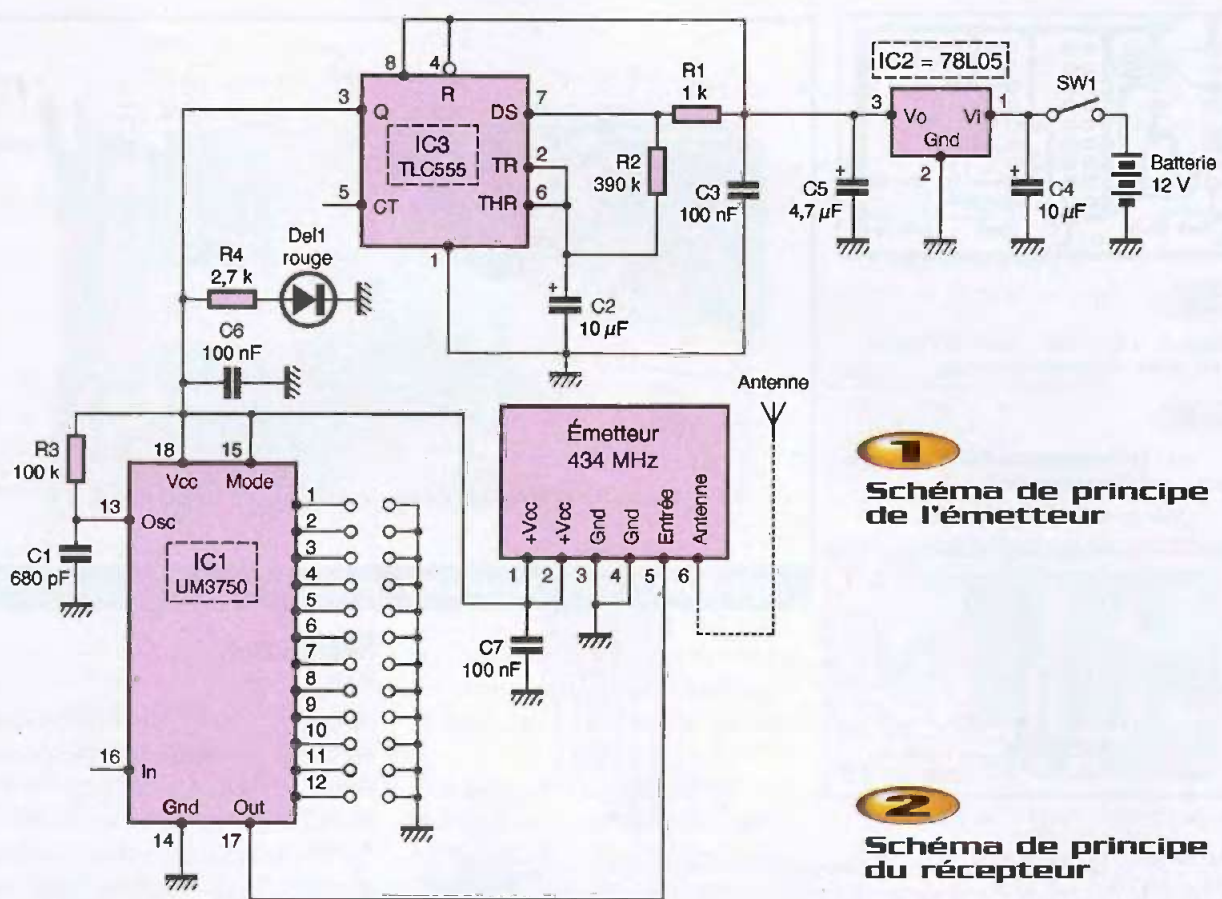 IC2 = 78L05
8
4
R
3
Q
IC3
TLC555
DS
7
TR
2
THR
6
5
CT
1
R1
1 k
R2
390 k
C3
100 nF
C2
10 µF
C5
4,7 µF
3
Vo
Vi
1
Gnd
2
SW1
C4
10 µF
Batterie
12 V
R4
2,7 k
Del1
rouge
C6
100 nF
R3
100 k
C1
680 pF
18
15
Vcc
Mode
13
Osc
IC1
UM3750
1
2
3
4
5
6
7
8
9
10
11
12
16
In
Gnd
Out
14
17
Émetteur
434 MHz
+Vcc
+Vcc
Gnd
Gnd
Entrée
Antenne
1
2
3
4
5
6
C7
100 nF
Antenne
1
Schéma de principe
de l'émetteur
2
Schéma de principe
du récepteur